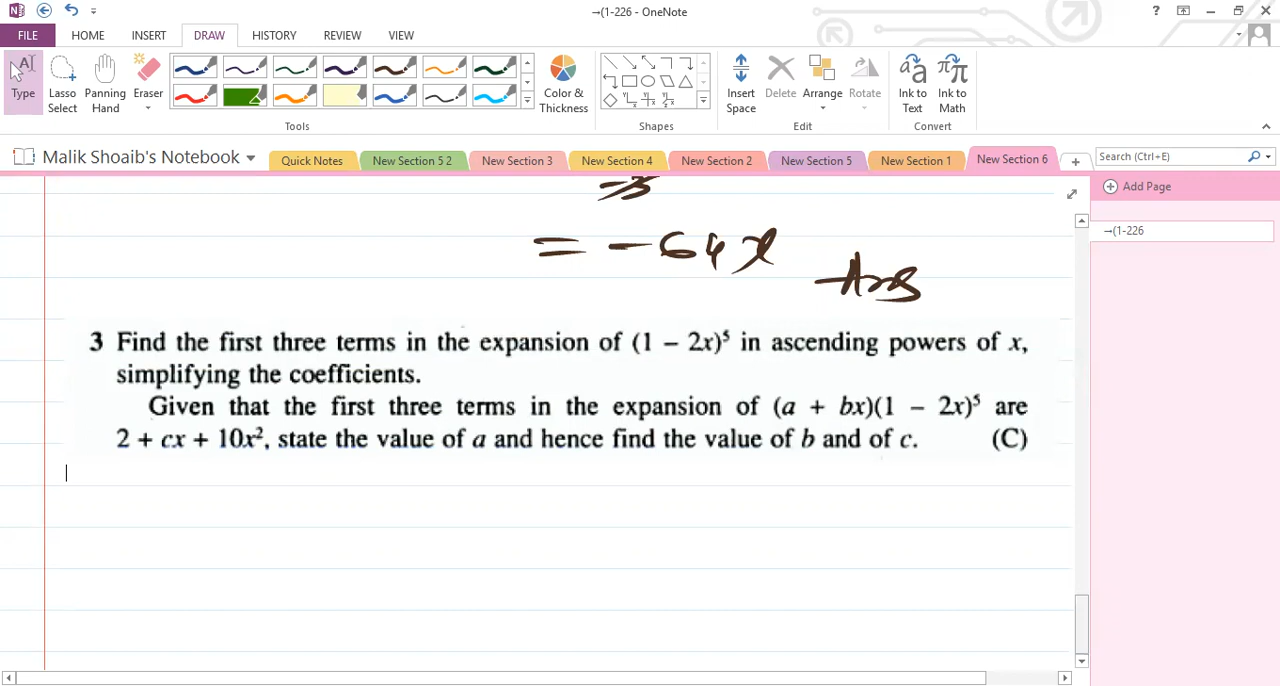 →(1-226 - OneNote
FILE HOME INSERT DRAW HISTORY REVIEW VIEW
Type Lasso Select Panning Hand Eraser Color & Thickness Insert Space Delete Arrange Rotate Ink to Text Ink to Math
Tools Shapes Edit Convert
Malik Shoaib's Notebook Quick Notes New Section 5 2 New Section 3 New Section 4 New Section 2 New Section 5 New Section 1 New Section 6 Search (Ctrl+E)
Add Page
→(1-226
= -64x
Ans
3 Find the first three terms in the expansion of (1 − 2x)⁵ in ascending powers of x,
simplifying the coefficients.
Given that the first three terms in the expansion of (a + bx)(1 − 2x)⁵ are
2 + cx + 10x², state the value of a and hence find the value of b and of c. (C)